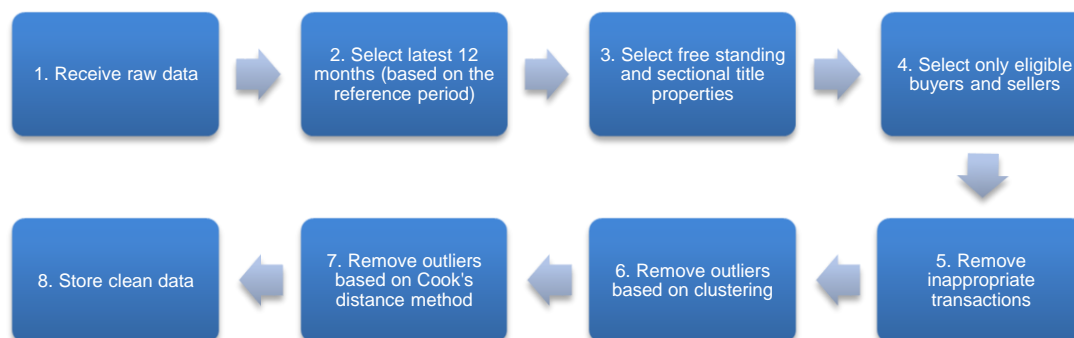 1. Receive raw data
2. Select latest 12
months (based on the
reference period)
3. Select free standing
and sectional title
properties
4. Select only eligible
buyers and sellers
5. Remove
inappropriate
transactions
6. Remove outliers
based on clustering
7. Remove outliers
based on Cook's
distance method
8. Store clean data